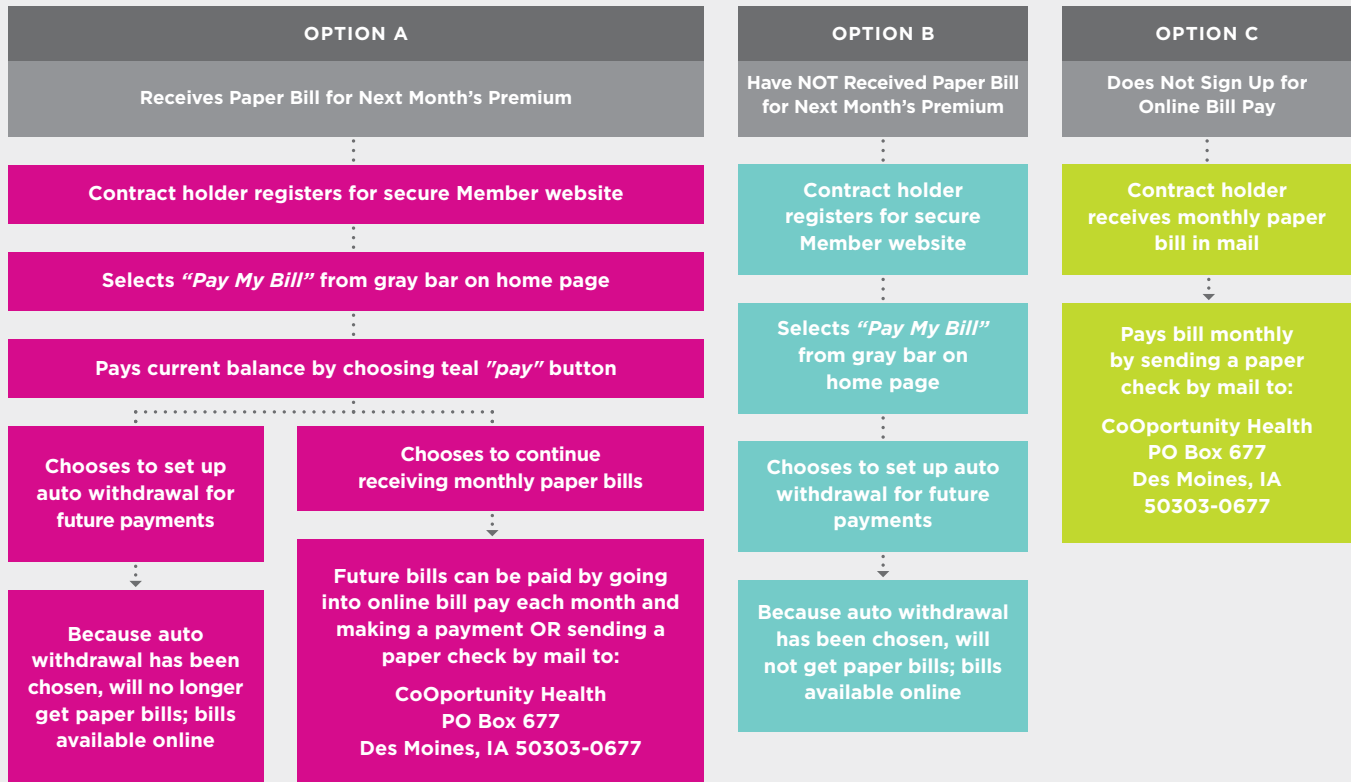 OPTION A
Receives Paper Bill for Next Month's Premium
Contract holder registers for secure Member website
Selects “Pay My Bill” from gray bar on home page
Pays current balance by choosing teal "pay" button
Chooses to set up
auto withdrawal for
future payments
Because auto
withdrawal has been
chosen, will no longer
get paper bills; bills
available online
Chooses to continue
receiving monthly paper bills
Future bills can be paid by going
into online bill pay each month and
making a payment OR sending a
paper check by mail to:
CoOportunity Health
PO Box 677
Des Moines, IA 50303-0677
OPTION B
Have NOT Received Paper Bill
for Next Month's Premium
Contract holder
registers for secure
Member website
Selects “Pay My Bill”
from gray bar on
home page
Chooses to set up auto
withdrawal for future
payments
Because auto withdrawal
has been chosen, will
not get paper bills; bills
available online
OPTION C
Does Not Sign Up for
Online Bill Pay
Contract holder
receives monthly paper
bill in mail
Pays bill monthly
by sending a paper
check by mail to:
CoOportunity Health
PO Box 677
Des Moines, IA
50303-0677